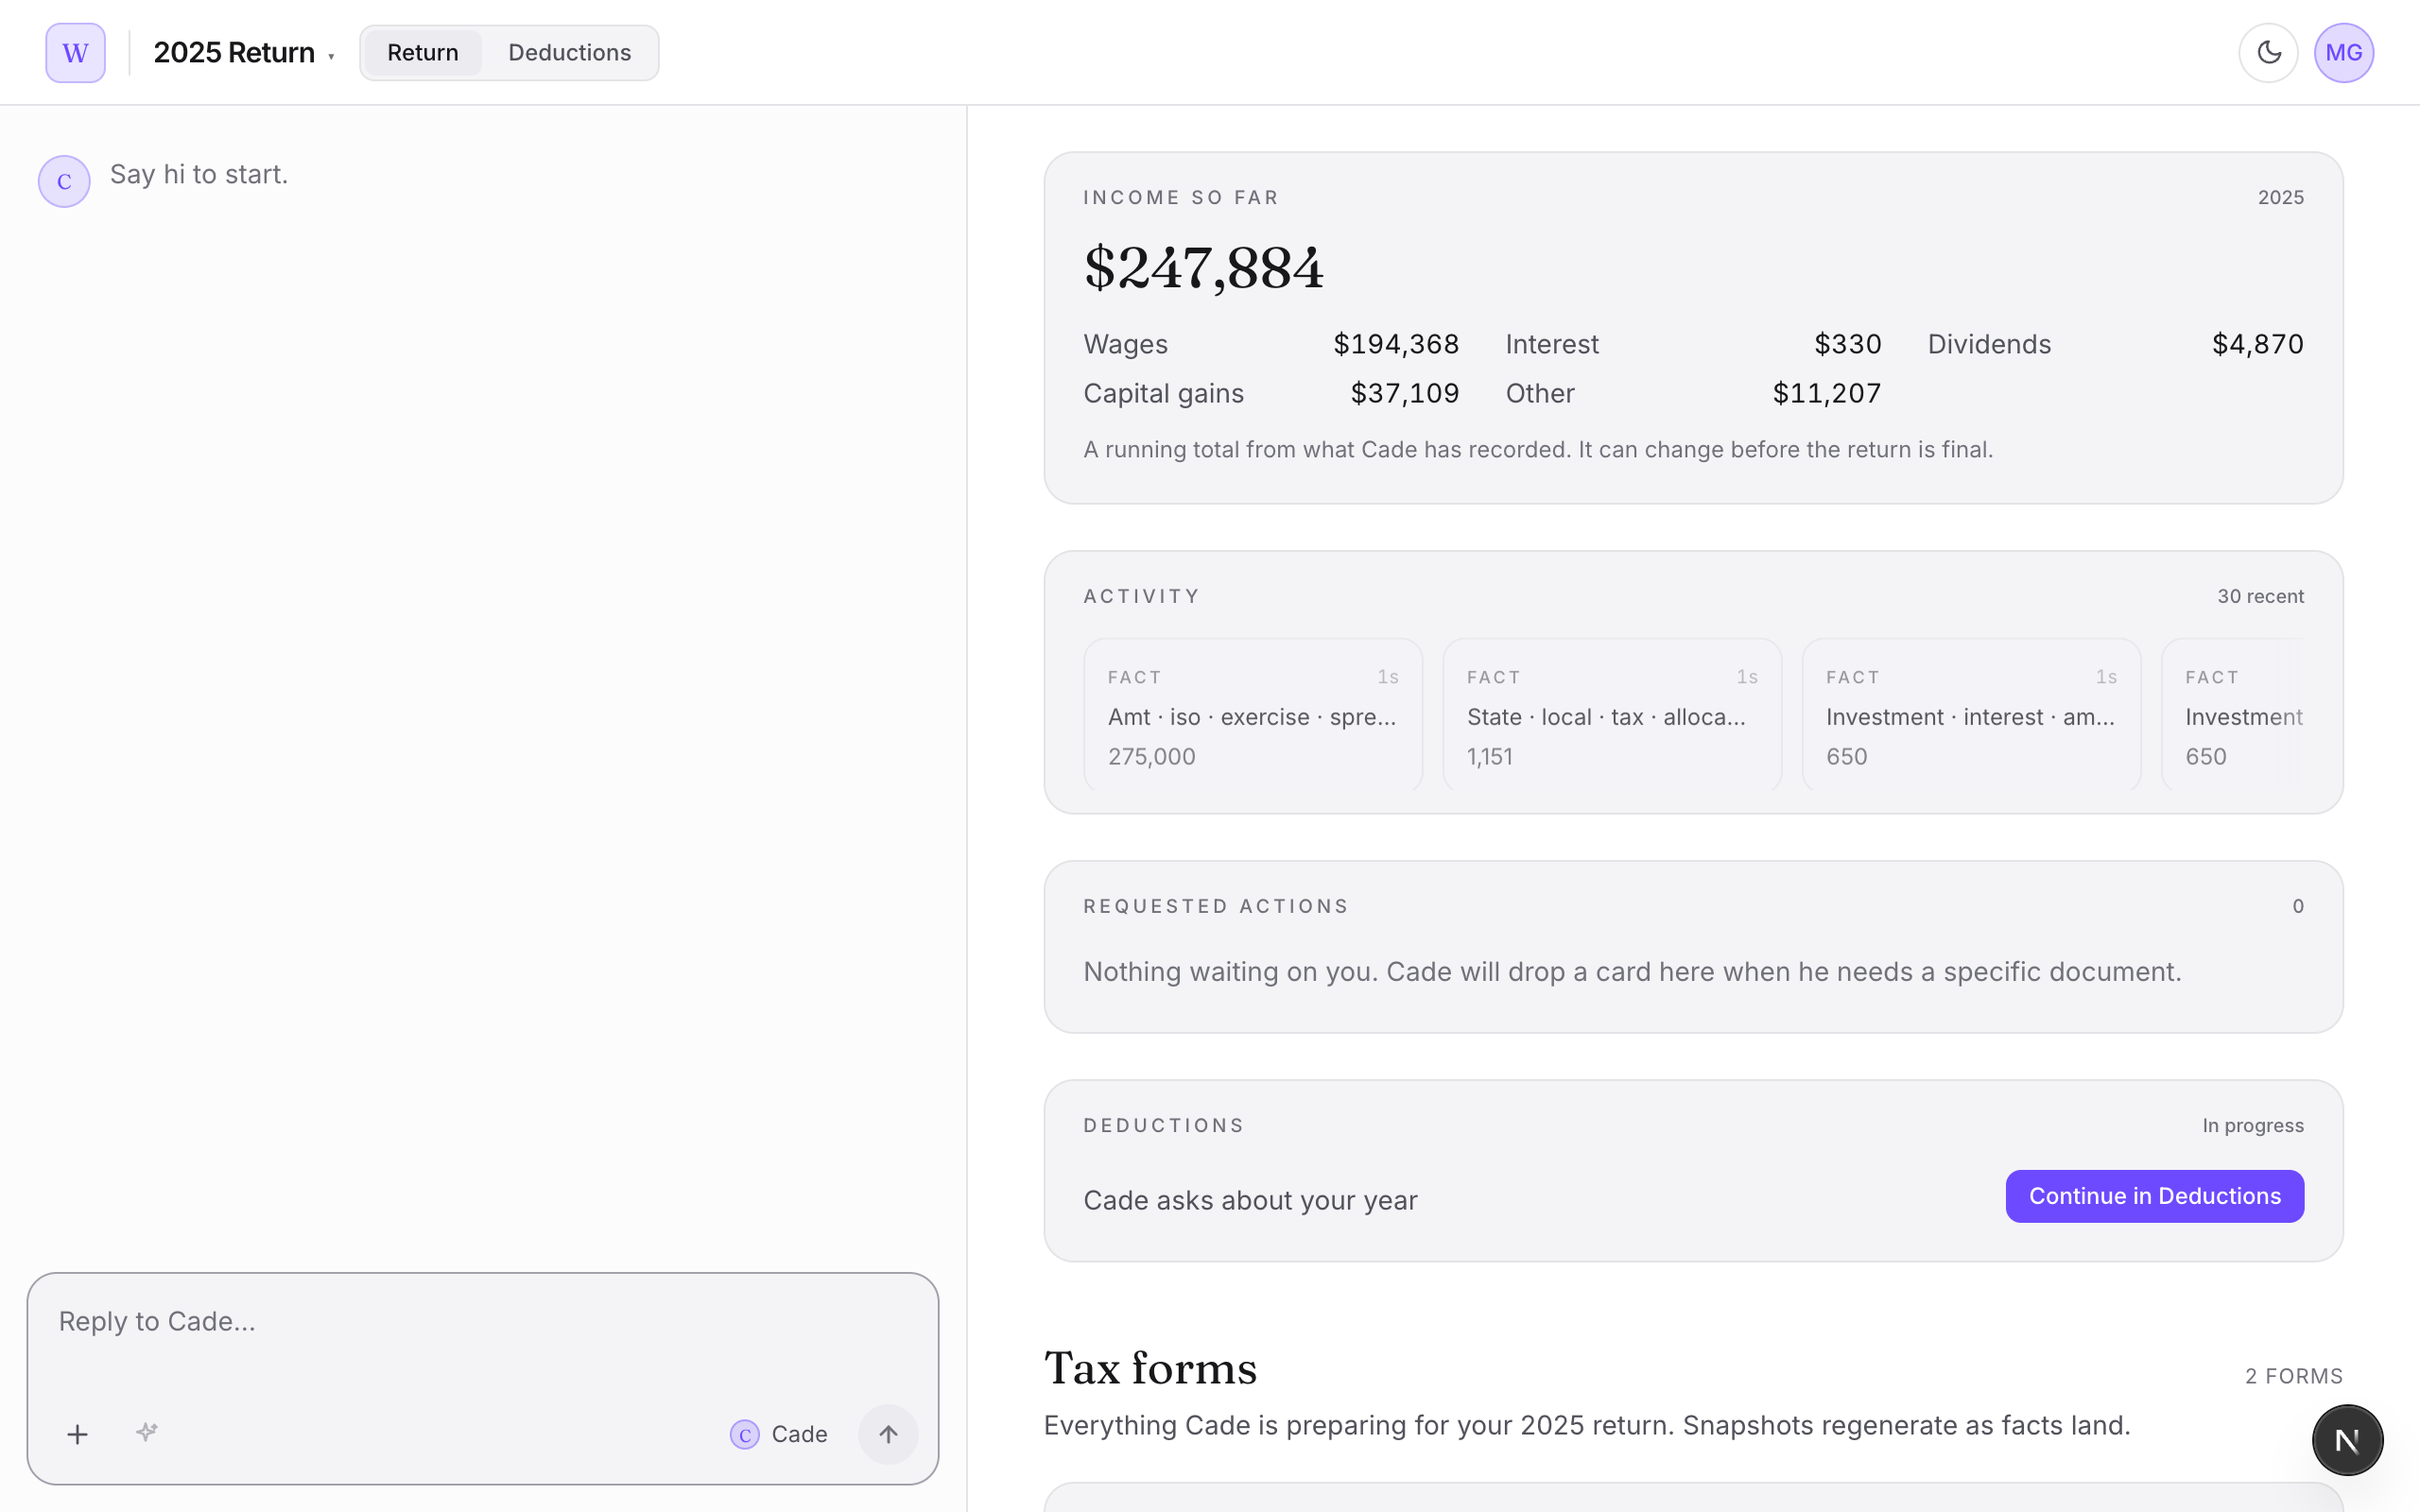 W
2025 Return
Return
Deductions
MG
C
Say hi to start.
Reply to Cade...
C
Cade
INCOME SO FAR
2025
$247,884
Wages $194,368
Interest $330
Dividends $4,870
Capital gains $37,109
Other $11,207
A running total from what Cade has recorded. It can change before the return is final.
ACTIVITY
30 recent
FACT 1s
Amt · iso · exercise · spre...
275,000
FACT 1s
State · local · tax · alloca...
1,151
FACT 1s
Investment · interest · am...
650
FACT
Investment
650
REQUESTED ACTIONS
0
Nothing waiting on you. Cade will drop a card here when he needs a specific document.
DEDUCTIONS
In progress
Cade asks about your year
Continue in Deductions
Tax forms
2 FORMS
Everything Cade is preparing for your 2025 return. Snapshots regenerate as facts land.
N